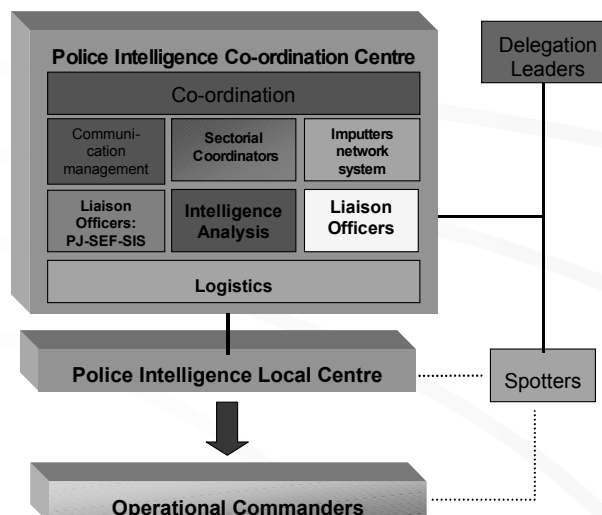 Police Intelligence Co-ordination Centre
Co-ordination
Communi-
cation
management
Sectorial
Coordinators
Imputters
network
system
Liaison
Officers:
PJ-SEF-SIS
Intelligence
Analysis
Liaison
Officers
Logistics
Delegation
Leaders
Police Intelligence Local Centre
Spotters
Operational Commanders